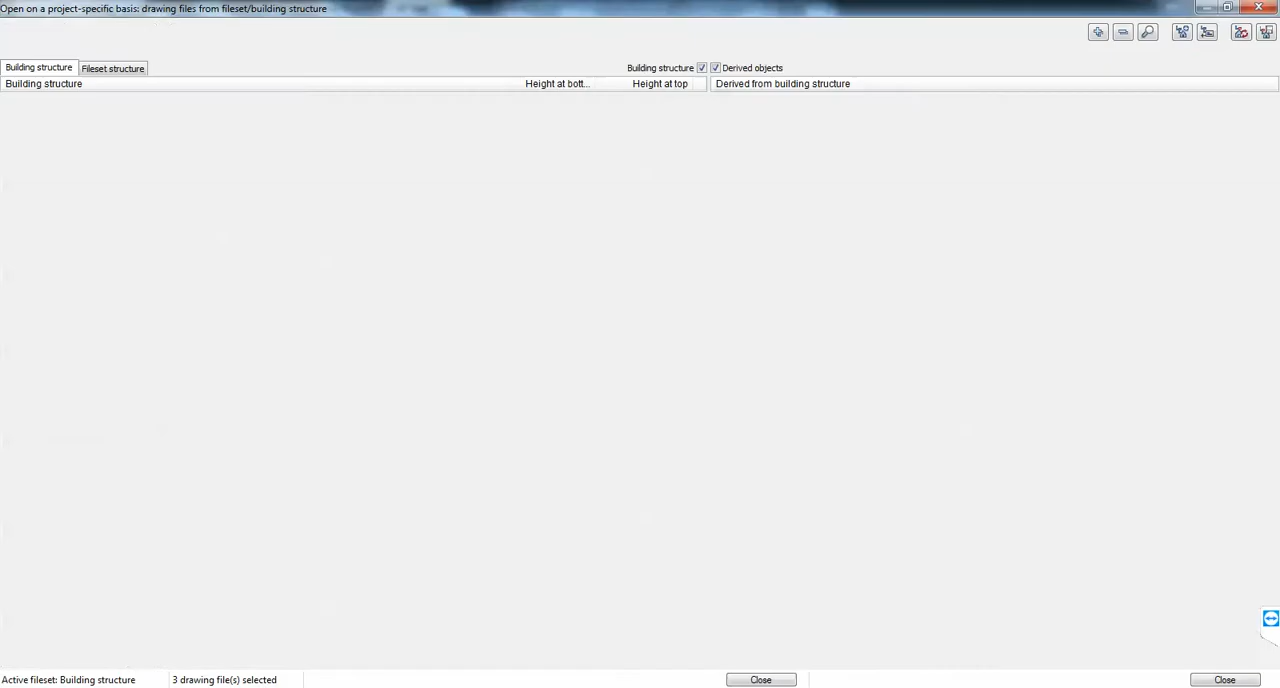 Open on a project-specific basis: drawing files from fileset/building structure
Building structure Fileset structure Building structure Derived objects
Building structure Height at bott... Height at top Derived from building structure
Active fileset: Building structure 3 drawing file(s) selected Close Close